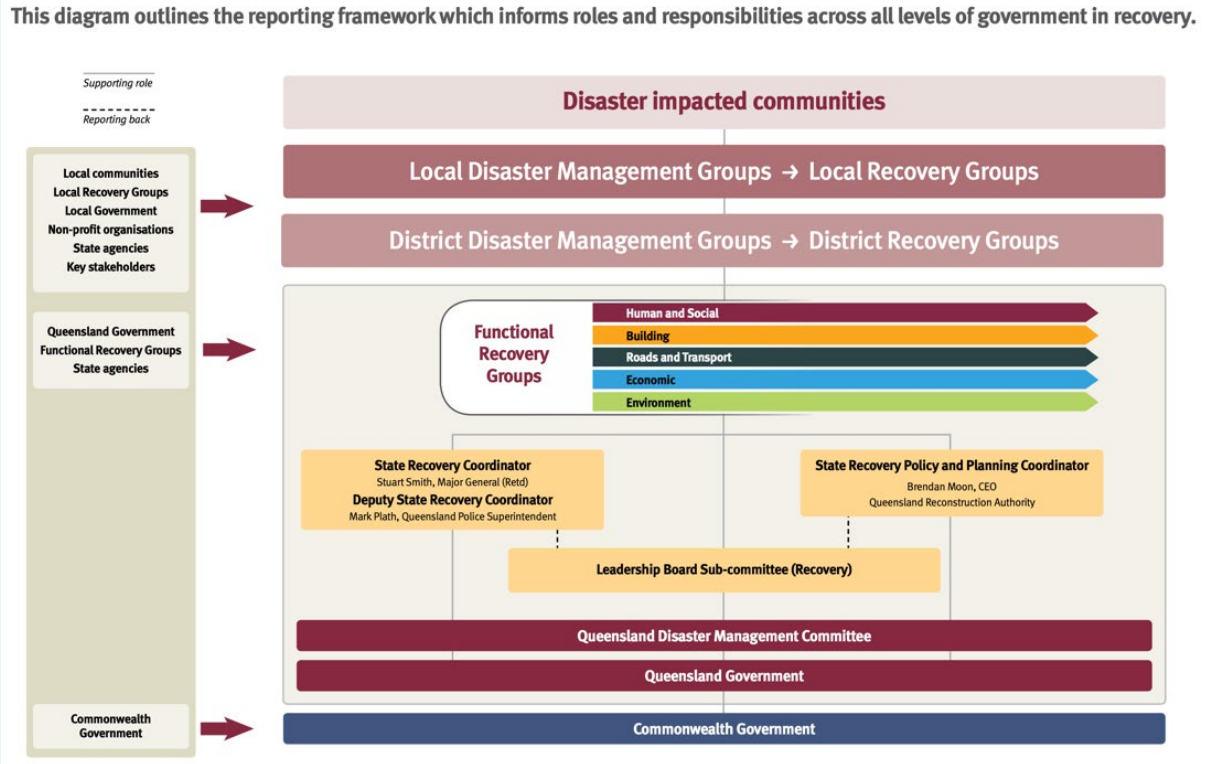 This diagram outlines the reporting framework which informs roles and responsibilities across all levels of government in recovery.
Supporting role
Reporting back
Local communities
Local Recovery Groups
Local Government
Non-profit organisations
State agencies
Key stakeholders
Queensland Government
Functional Recovery Groups
State agencies
Commonwealth
Government
Disaster impacted communities
Local Disaster Management Groups → Local Recovery Groups
District Disaster Management Groups → District Recovery Groups
Functional
Recovery
Groups
Human and Social
Building
Roads and Transport
Economic
Environment
State Recovery Coordinator
Stuart Smith, Major General (Retd)
Deputy State Recovery Coordinator
Mark Plath, Queensland Police Superintendent
State Recovery Policy and Planning Coordinator
Brendan Moon, CEO
Queensland Reconstruction Authority
Leadership Board Sub-committee (Recovery)
Queensland Disaster Management Committee
Queensland Government
Commonwealth Government